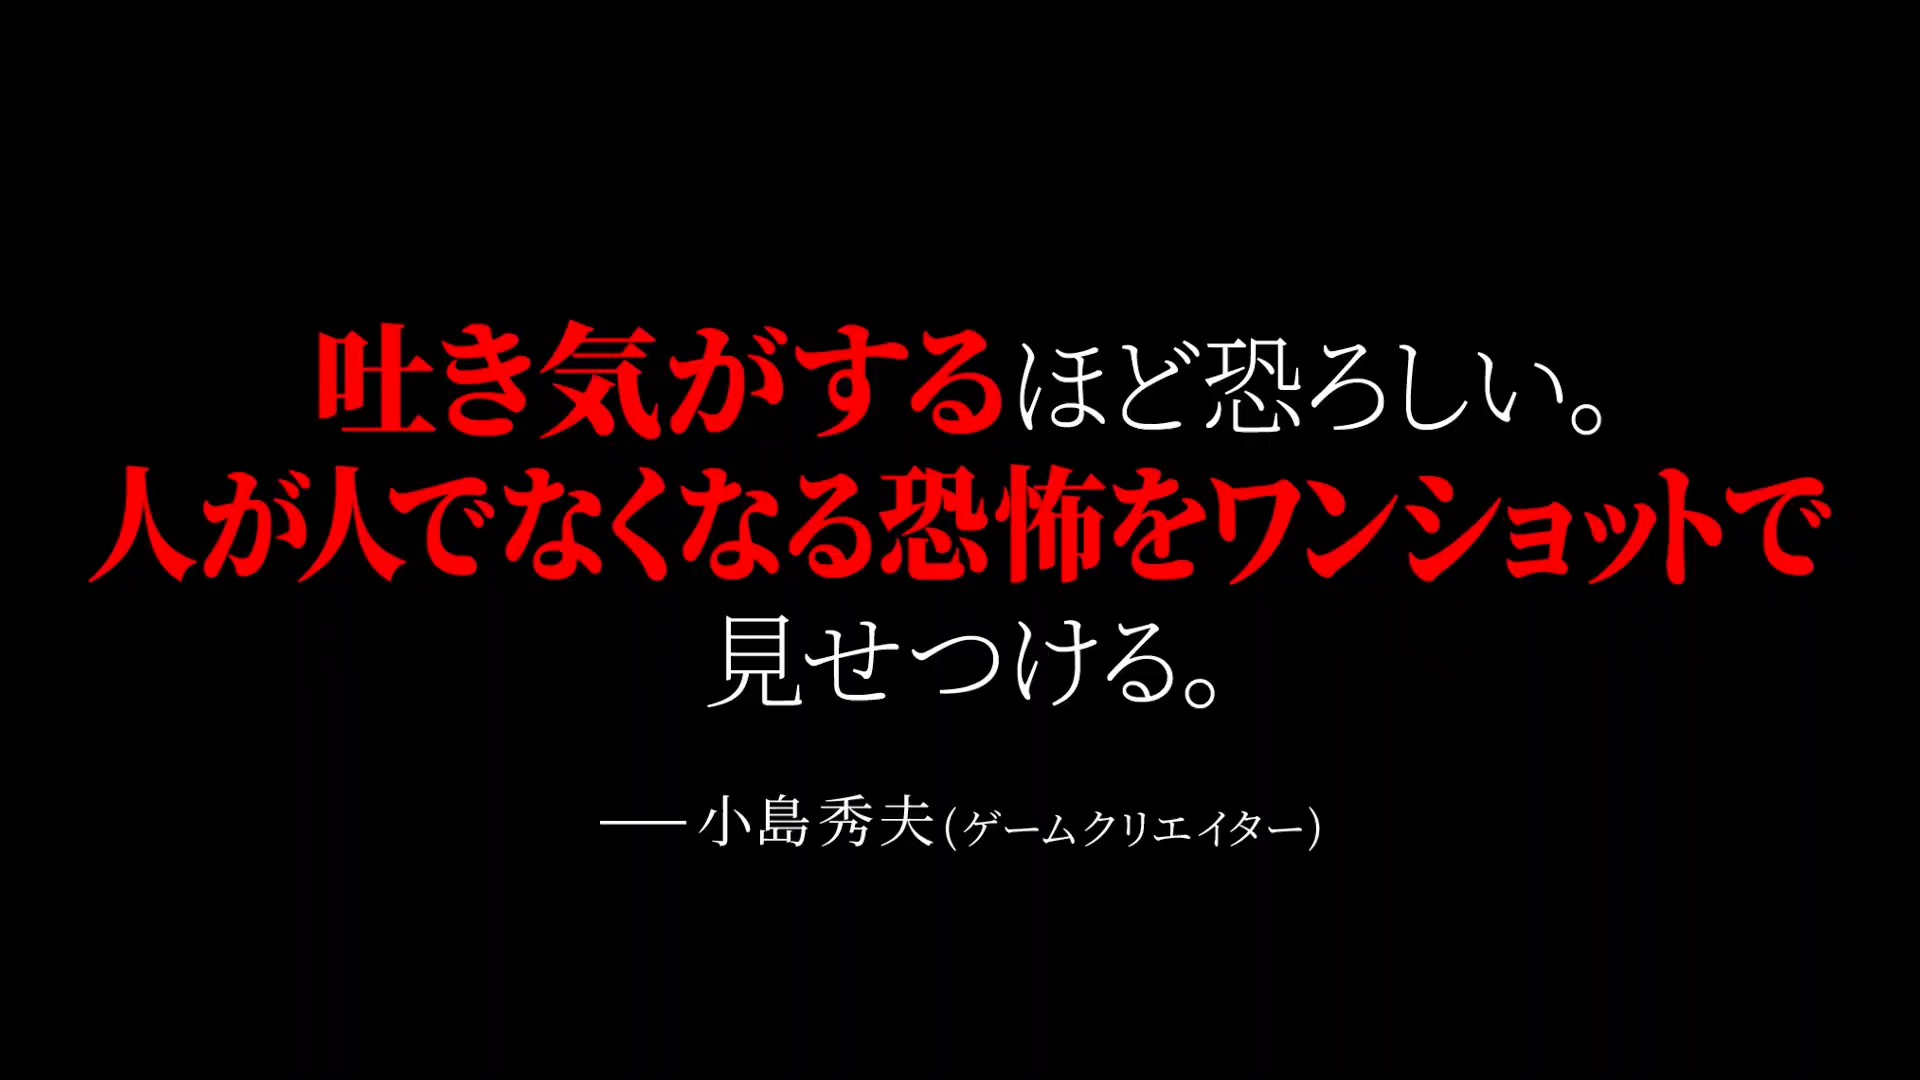 吐き気がするほど恐ろしい。
人が人でなくなる恐怖をワンショットで
見せつける。
──小島秀夫(ゲームクリエイター)